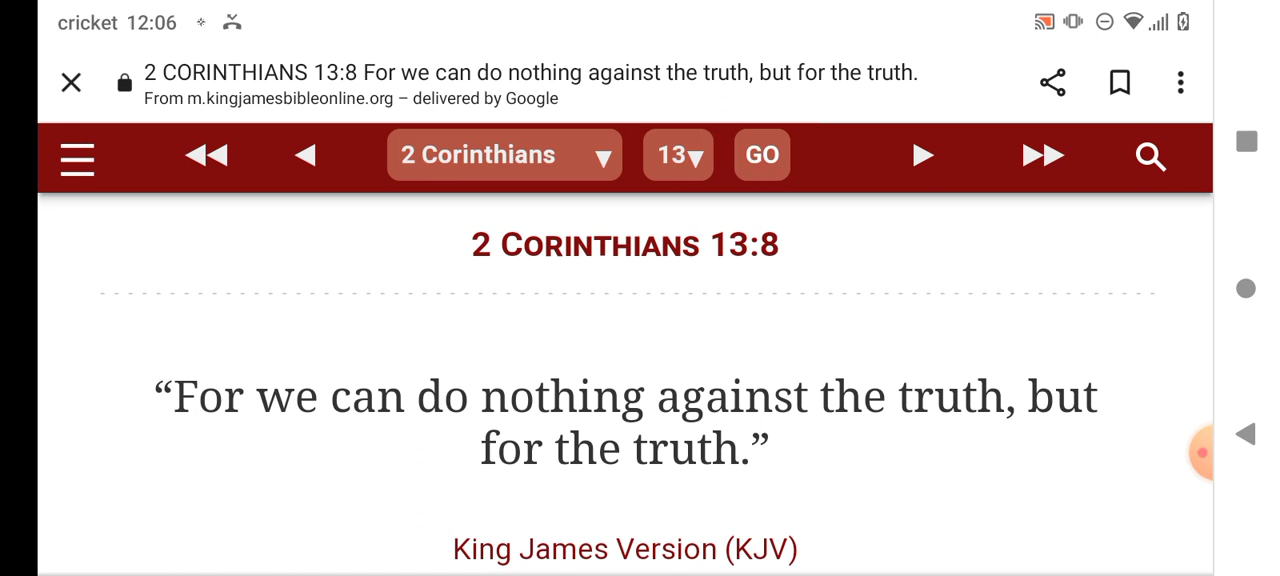 cricket 12:06
2 CORINTHIANS 13:8 For we can do nothing against the truth, but for the truth.
From m.kingjamesbibleonline.org – delivered by Google
2 Corinthians 13 GO
2 CORINTHIANS 13:8
“For we can do nothing against the truth, but
for the truth.”
King James Version (KJV)